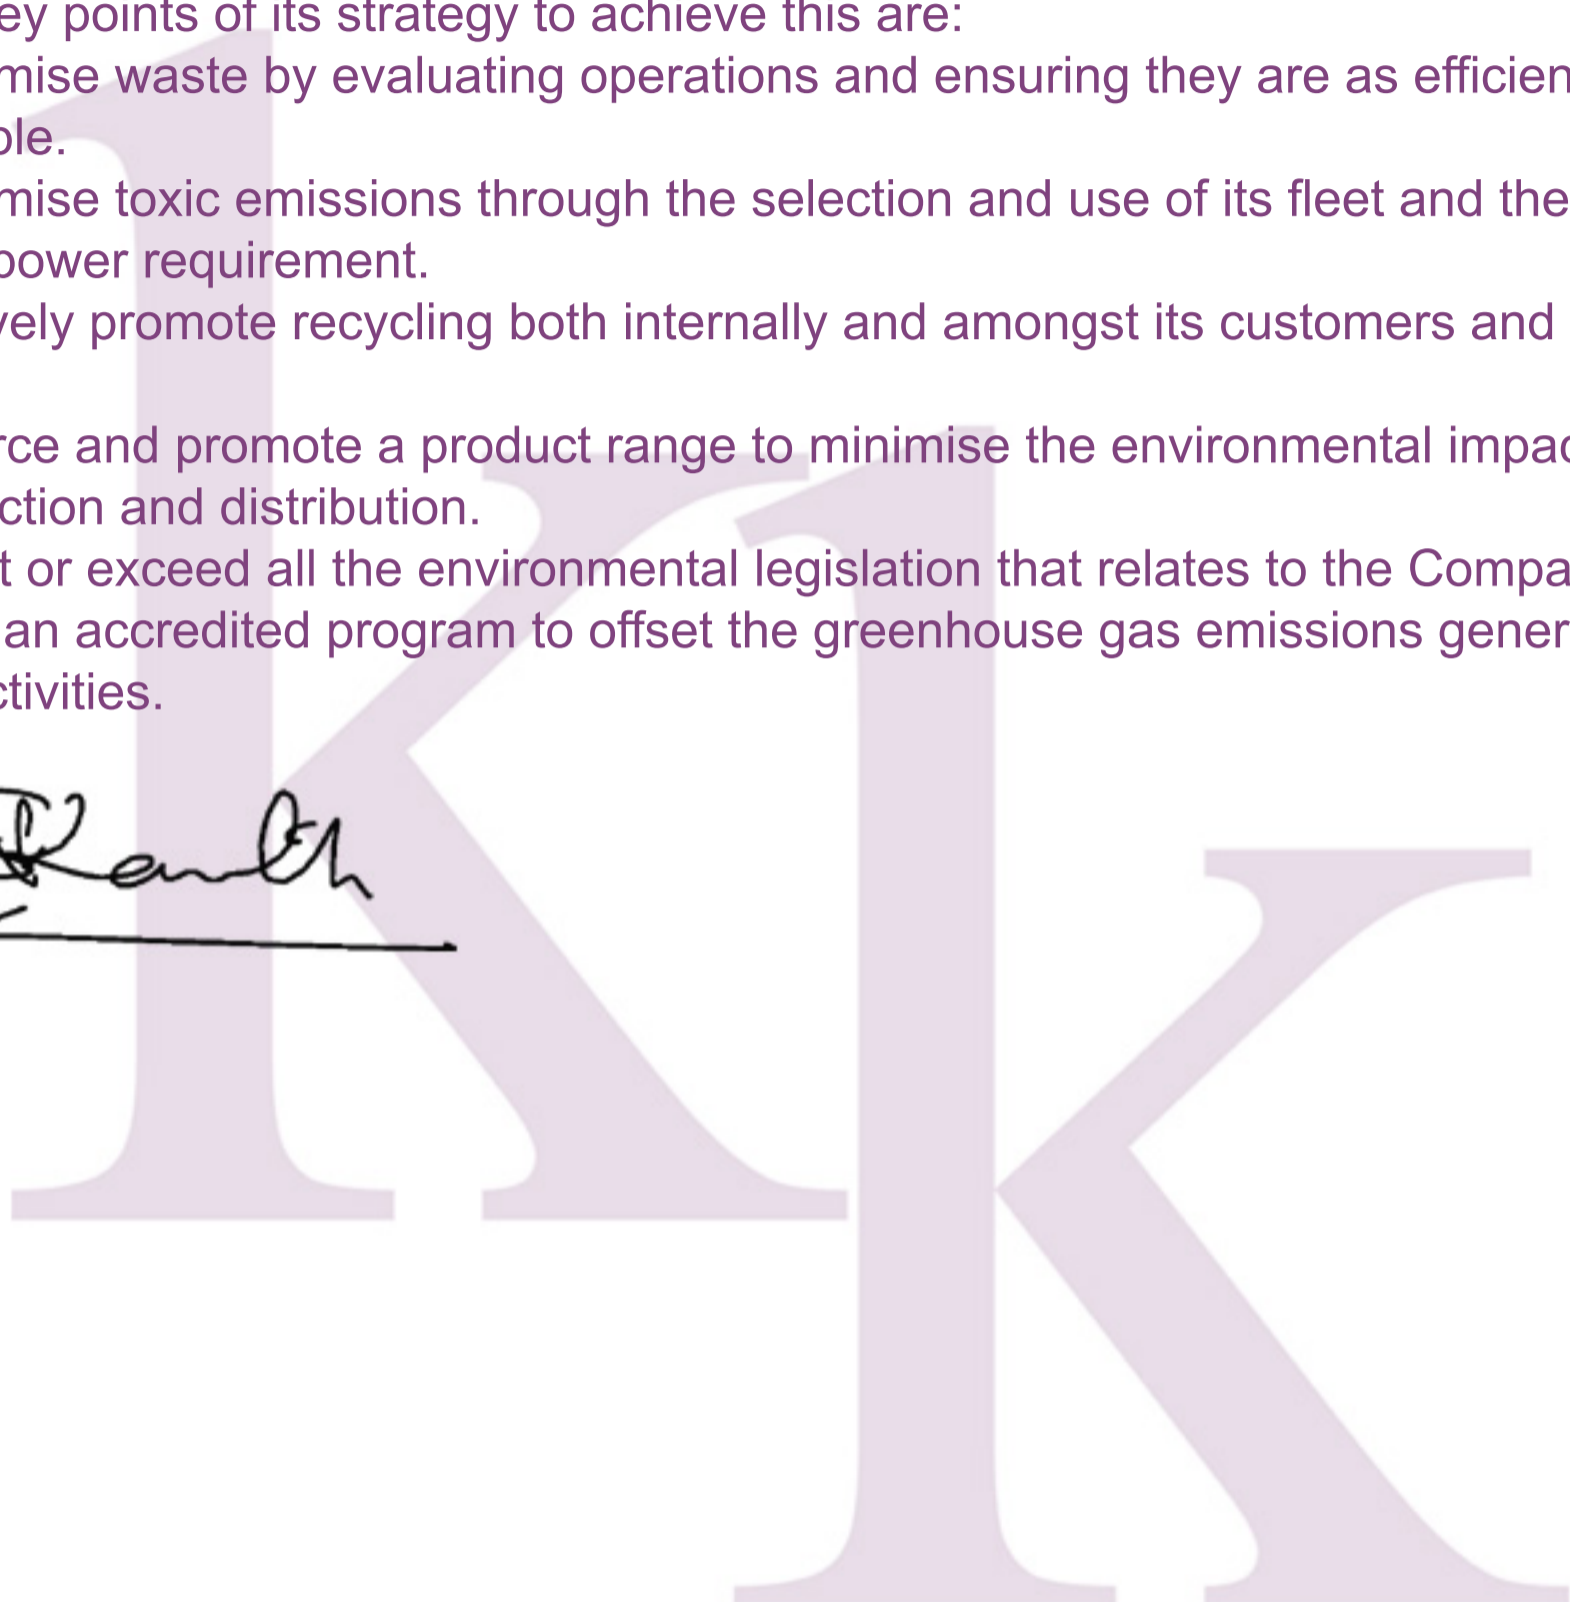 ey points of its strategy to achieve this are:
mise waste by evaluating operations and ensuring they are as efficien
ole.
mise toxic emissions through the selection and use of its fleet and the
power requirement.
vely promote recycling both internally and amongst its customers and
rce and promote a product range to minimise the environmental impac
ction and distribution.
t or exceed all the environmental legislation that relates to the Compa
an accredited program to offset the greenhouse gas emissions gener
ctivities.
kk